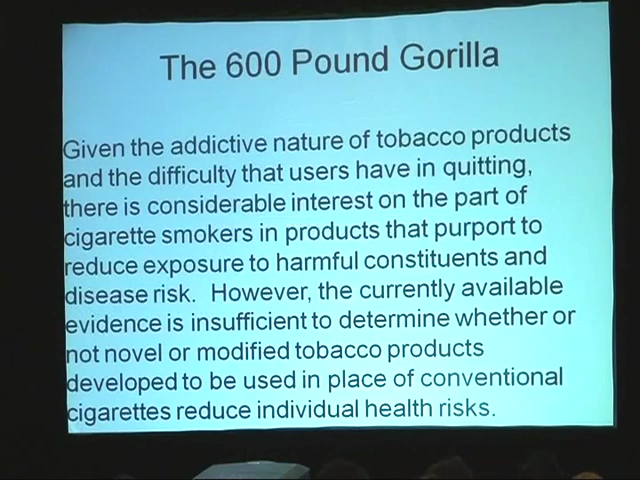 The 600 Pound Gorilla
Given the addictive nature of tobacco products
and the difficulty that users have in quitting,
there is considerable interest on the part of
cigarette smokers in products that purport to
reduce exposure to harmful constituents and
disease risk. However, the currently available
evidence is insufficient to determine whether or
not novel or modified tobacco products
developed to be used in place of conventional
cigarettes reduce individual health risks.